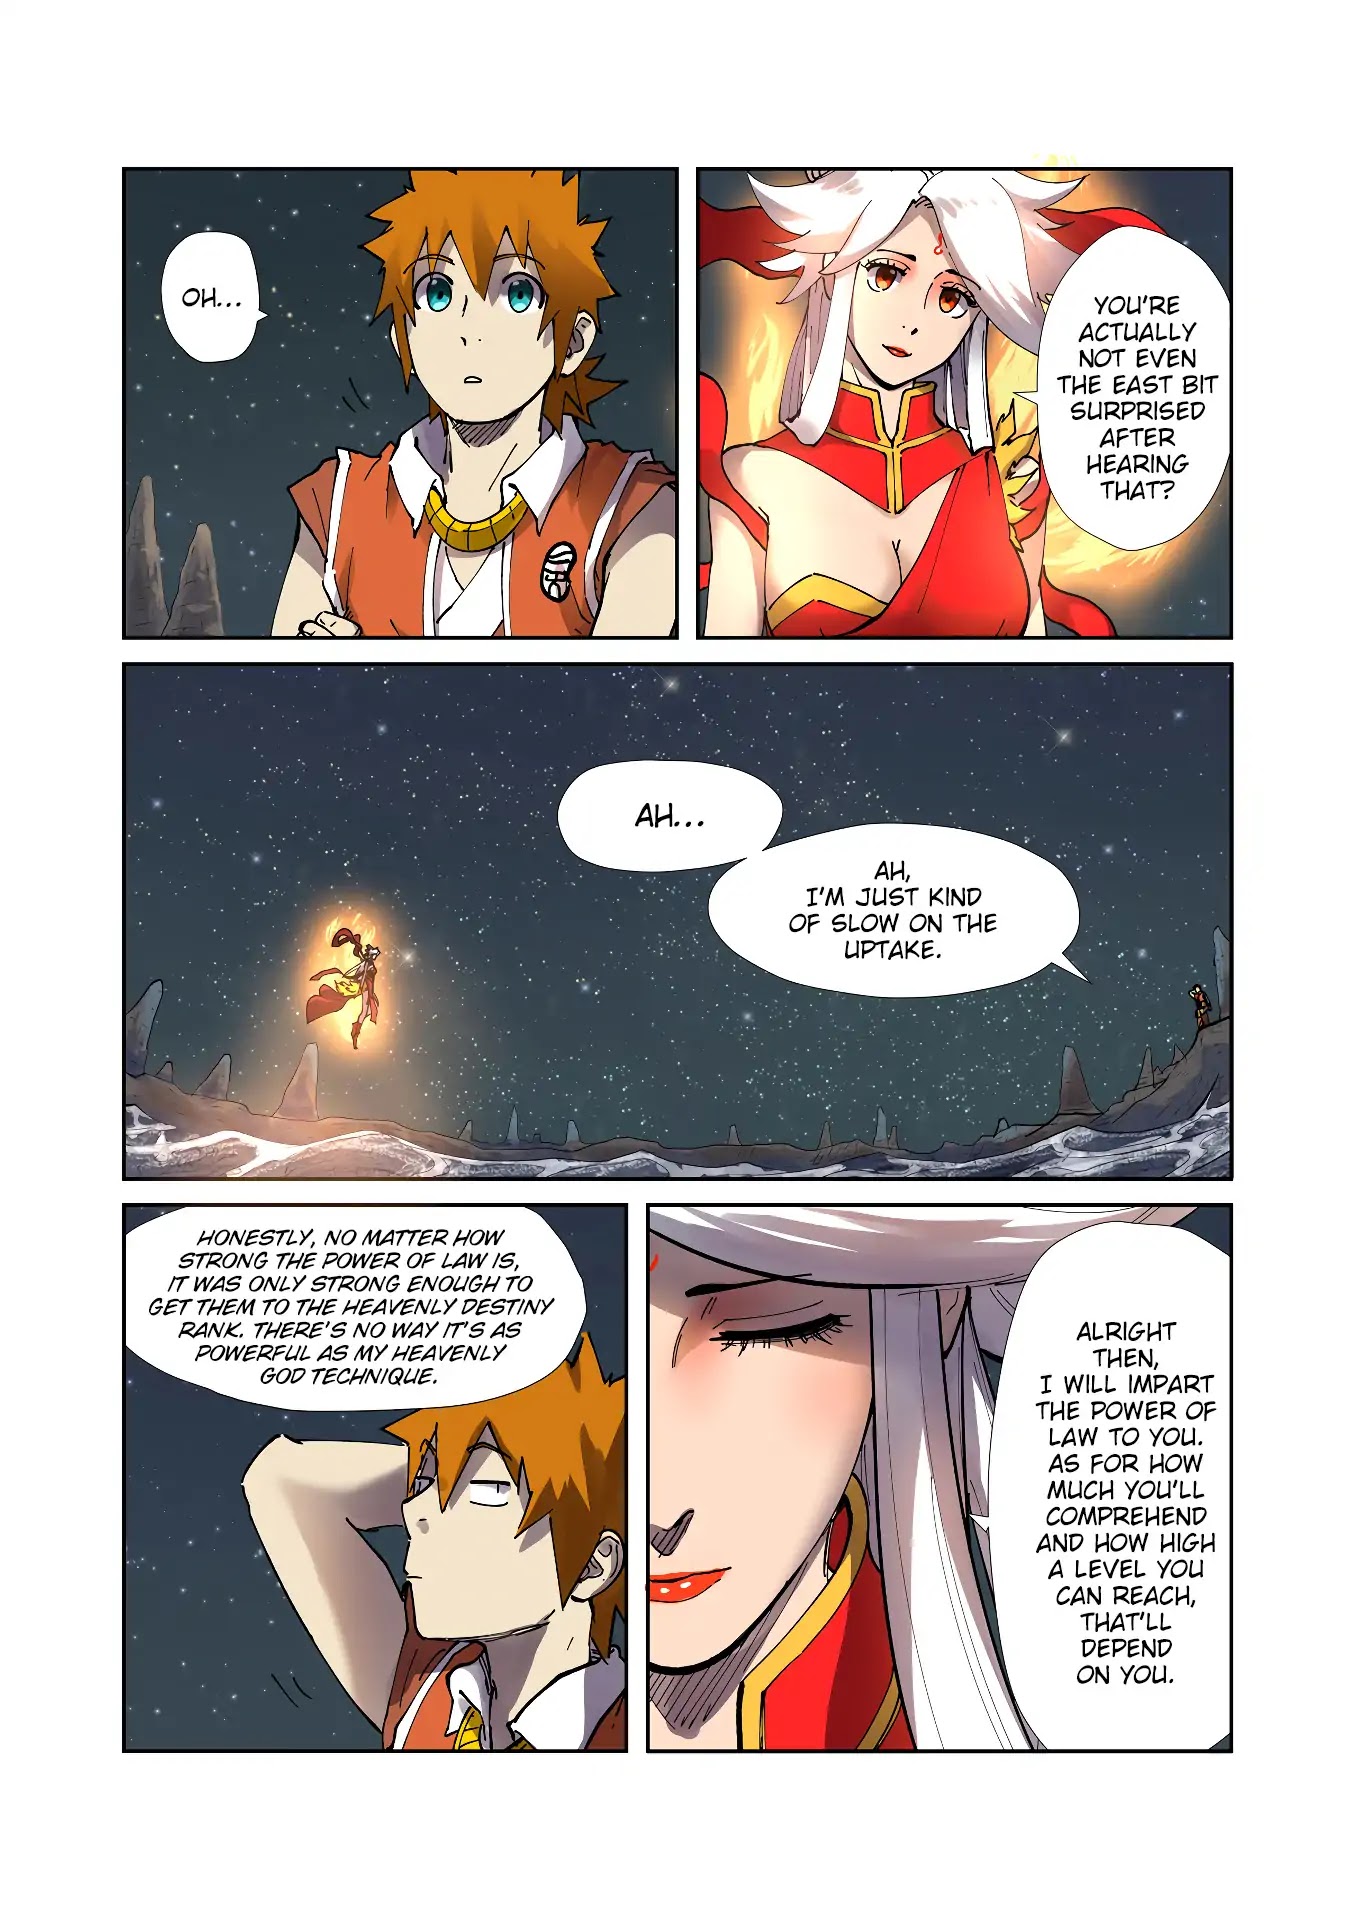 OH...
YOU'RE
ACTUALLY
NOT EVEN
THE EAST BIT
SURPRISED
AFTER
HEARING
THAT?
AH...
AH,
I'M JUST KIND
OF SLOW ON THE
UPTAKE.
HONESTLY, NO MATTER HOW
STRONG THE POWER OF LAW IS,
IT WAS ONLY STRONG ENOUGH TO
GET THEM TO THE HEAVENLY DESTINY
RANK. THERE'S NO WAY IT'S AS
POWERFUL AS MY HEAVENLY
GOD TECHNIQUE.
ALRIGHT
THEN,
I WILL IMPART
THE POWER OF
LAW TO YOU.
AS FOR HOW
MUCH YOU'LL
COMPREHEND
AND HOW HIGH
A LEVEL YOU
CAN REACH,
THAT'LL
DEPEND
ON YOU.